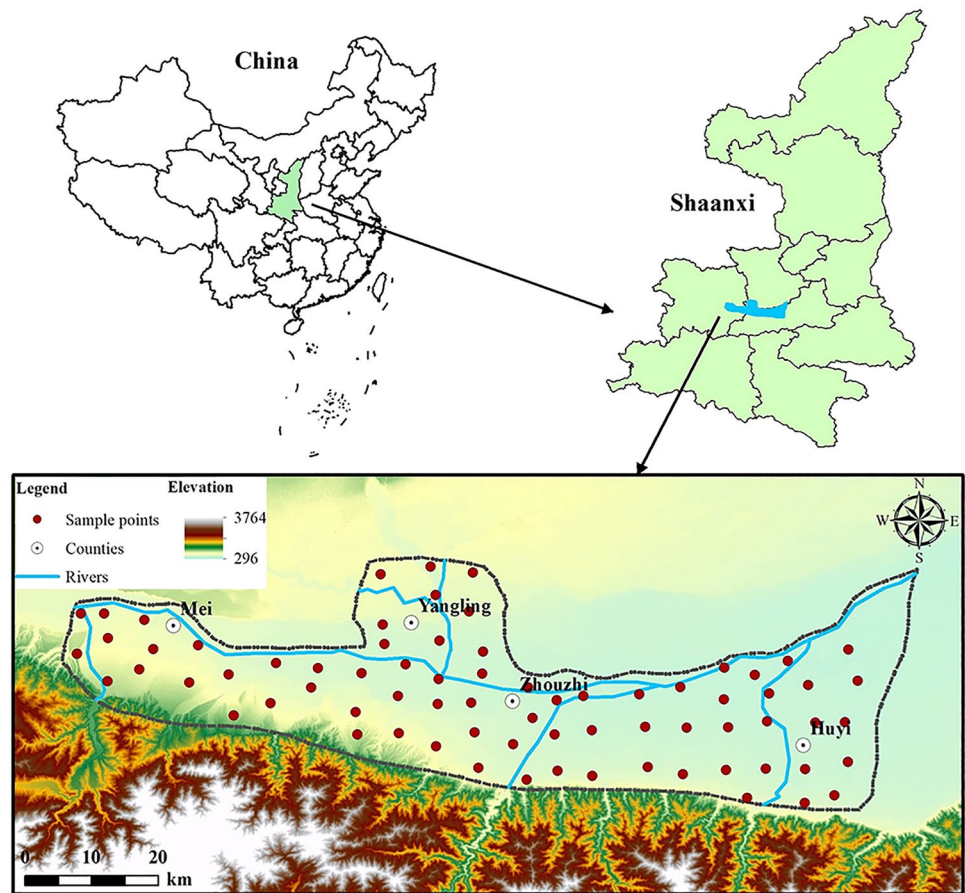 China
Shaanxi
Legend
Elevation
Sample points
3764
Counties
296
Rivers
N
W
E
S
Mei
Yangling
Zhouzhi
Huyi
0 10 20
km